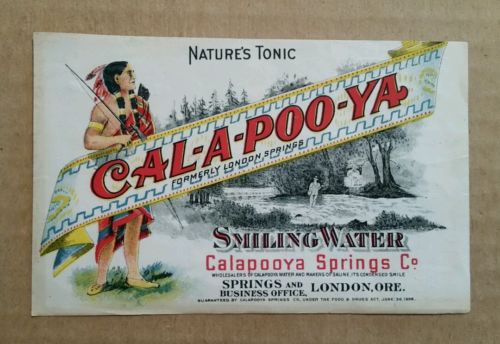 NATURE'S TONIC
CAL-A-POO-YA
FORMERLY LONDON SPRINGS
SMILING WATER
Calapooya Springs Co.
WHOLESALERS OF CALAPOOYA WATER AND MAKERS OF SALINE, ITS CONDENSED SMILE
SPRINGS AND
BUSINESS OFFICE, LONDON, ORE.
GUARANTEED BY CALAPOOYA SPRINGS CO. UNDER THE FOOD & DRUGS ACT, JUNE 30, 1906.